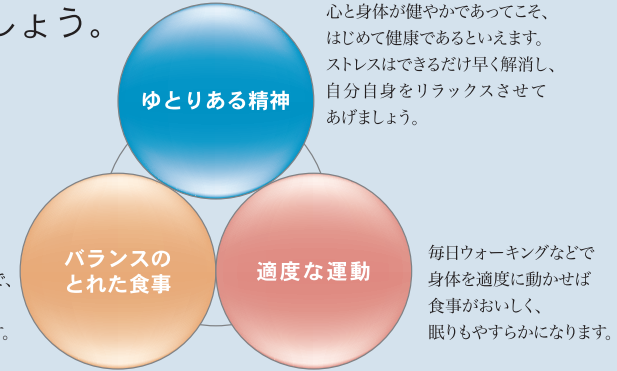 しょう。
心と身体が健やかであってこそ、
はじめて健康であるといえます。
ストレスはできるだけ早く解消し、
自分自身をリラックスさせて
あげましょう。
ゆとりある精神
バランスの
とれた食事
適度な運動
で、
す。
毎日ウォーキングなどで
身体を適度に動かせば
食事がおいしく、
眠りもやすらかになります。